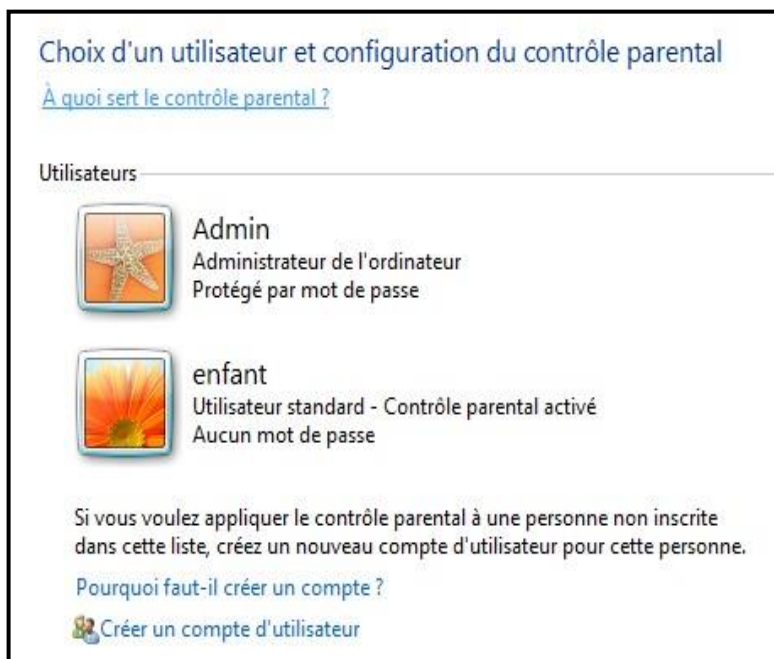 Choix d'un utilisateur et configuration du contrôle parental
À quoi sert le contrôle parental ?
Utilisateurs
Admin
Administrateur de l'ordinateur
Protégé par mot de passe
enfant
Utilisateur standard - Contrôle parental activé
Aucun mot de passe
Si vous voulez appliquer le contrôle parental à une personne non inscrite
dans cette liste, créez un nouveau compte d'utilisateur pour cette personne.
Pourquoi faut-il créer un compte ?
Créer un compte d'utilisateur